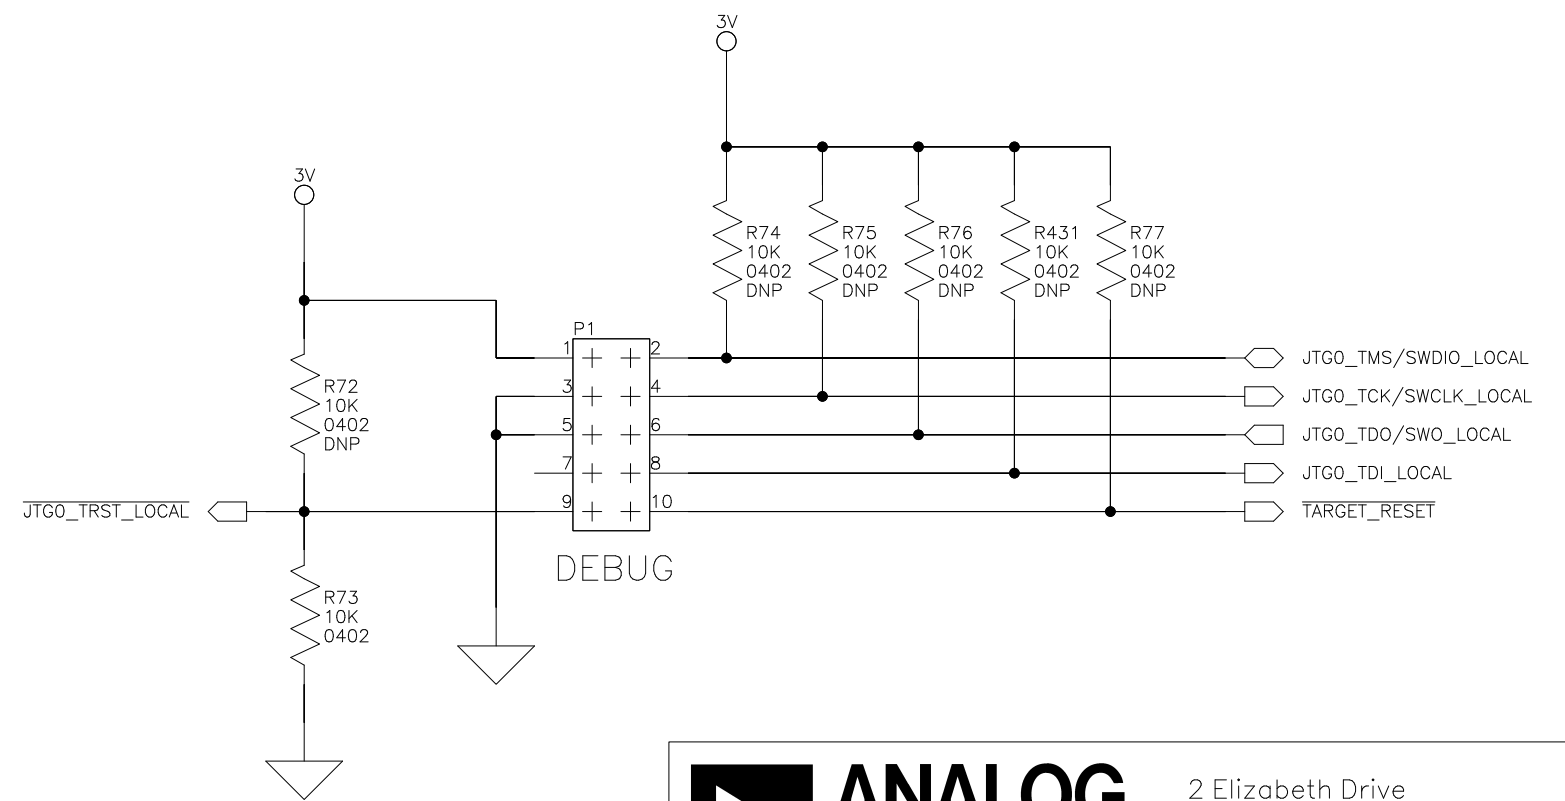 3V
3V
R74
10K
0402
DNP
R75
10K
0402
DNP
R76
10K
0402
DNP
R431
10K
0402
DNP
R77
10K
0402
DNP
P1
1
2
3
4
5
6
7
8
9
10
DEBUG
R72
10K
0402
DNP
R73
10K
0402
JTG0_TRST_LOCAL
JTG0_TMS/SWDIO_LOCAL
JTG0_TCK/SWCLK_LOCAL
JTG0_TDO/SWO_LOCAL
JTG0_TDI_LOCAL
TARGET_RESET
ANALOG
2 Elizabeth Drive